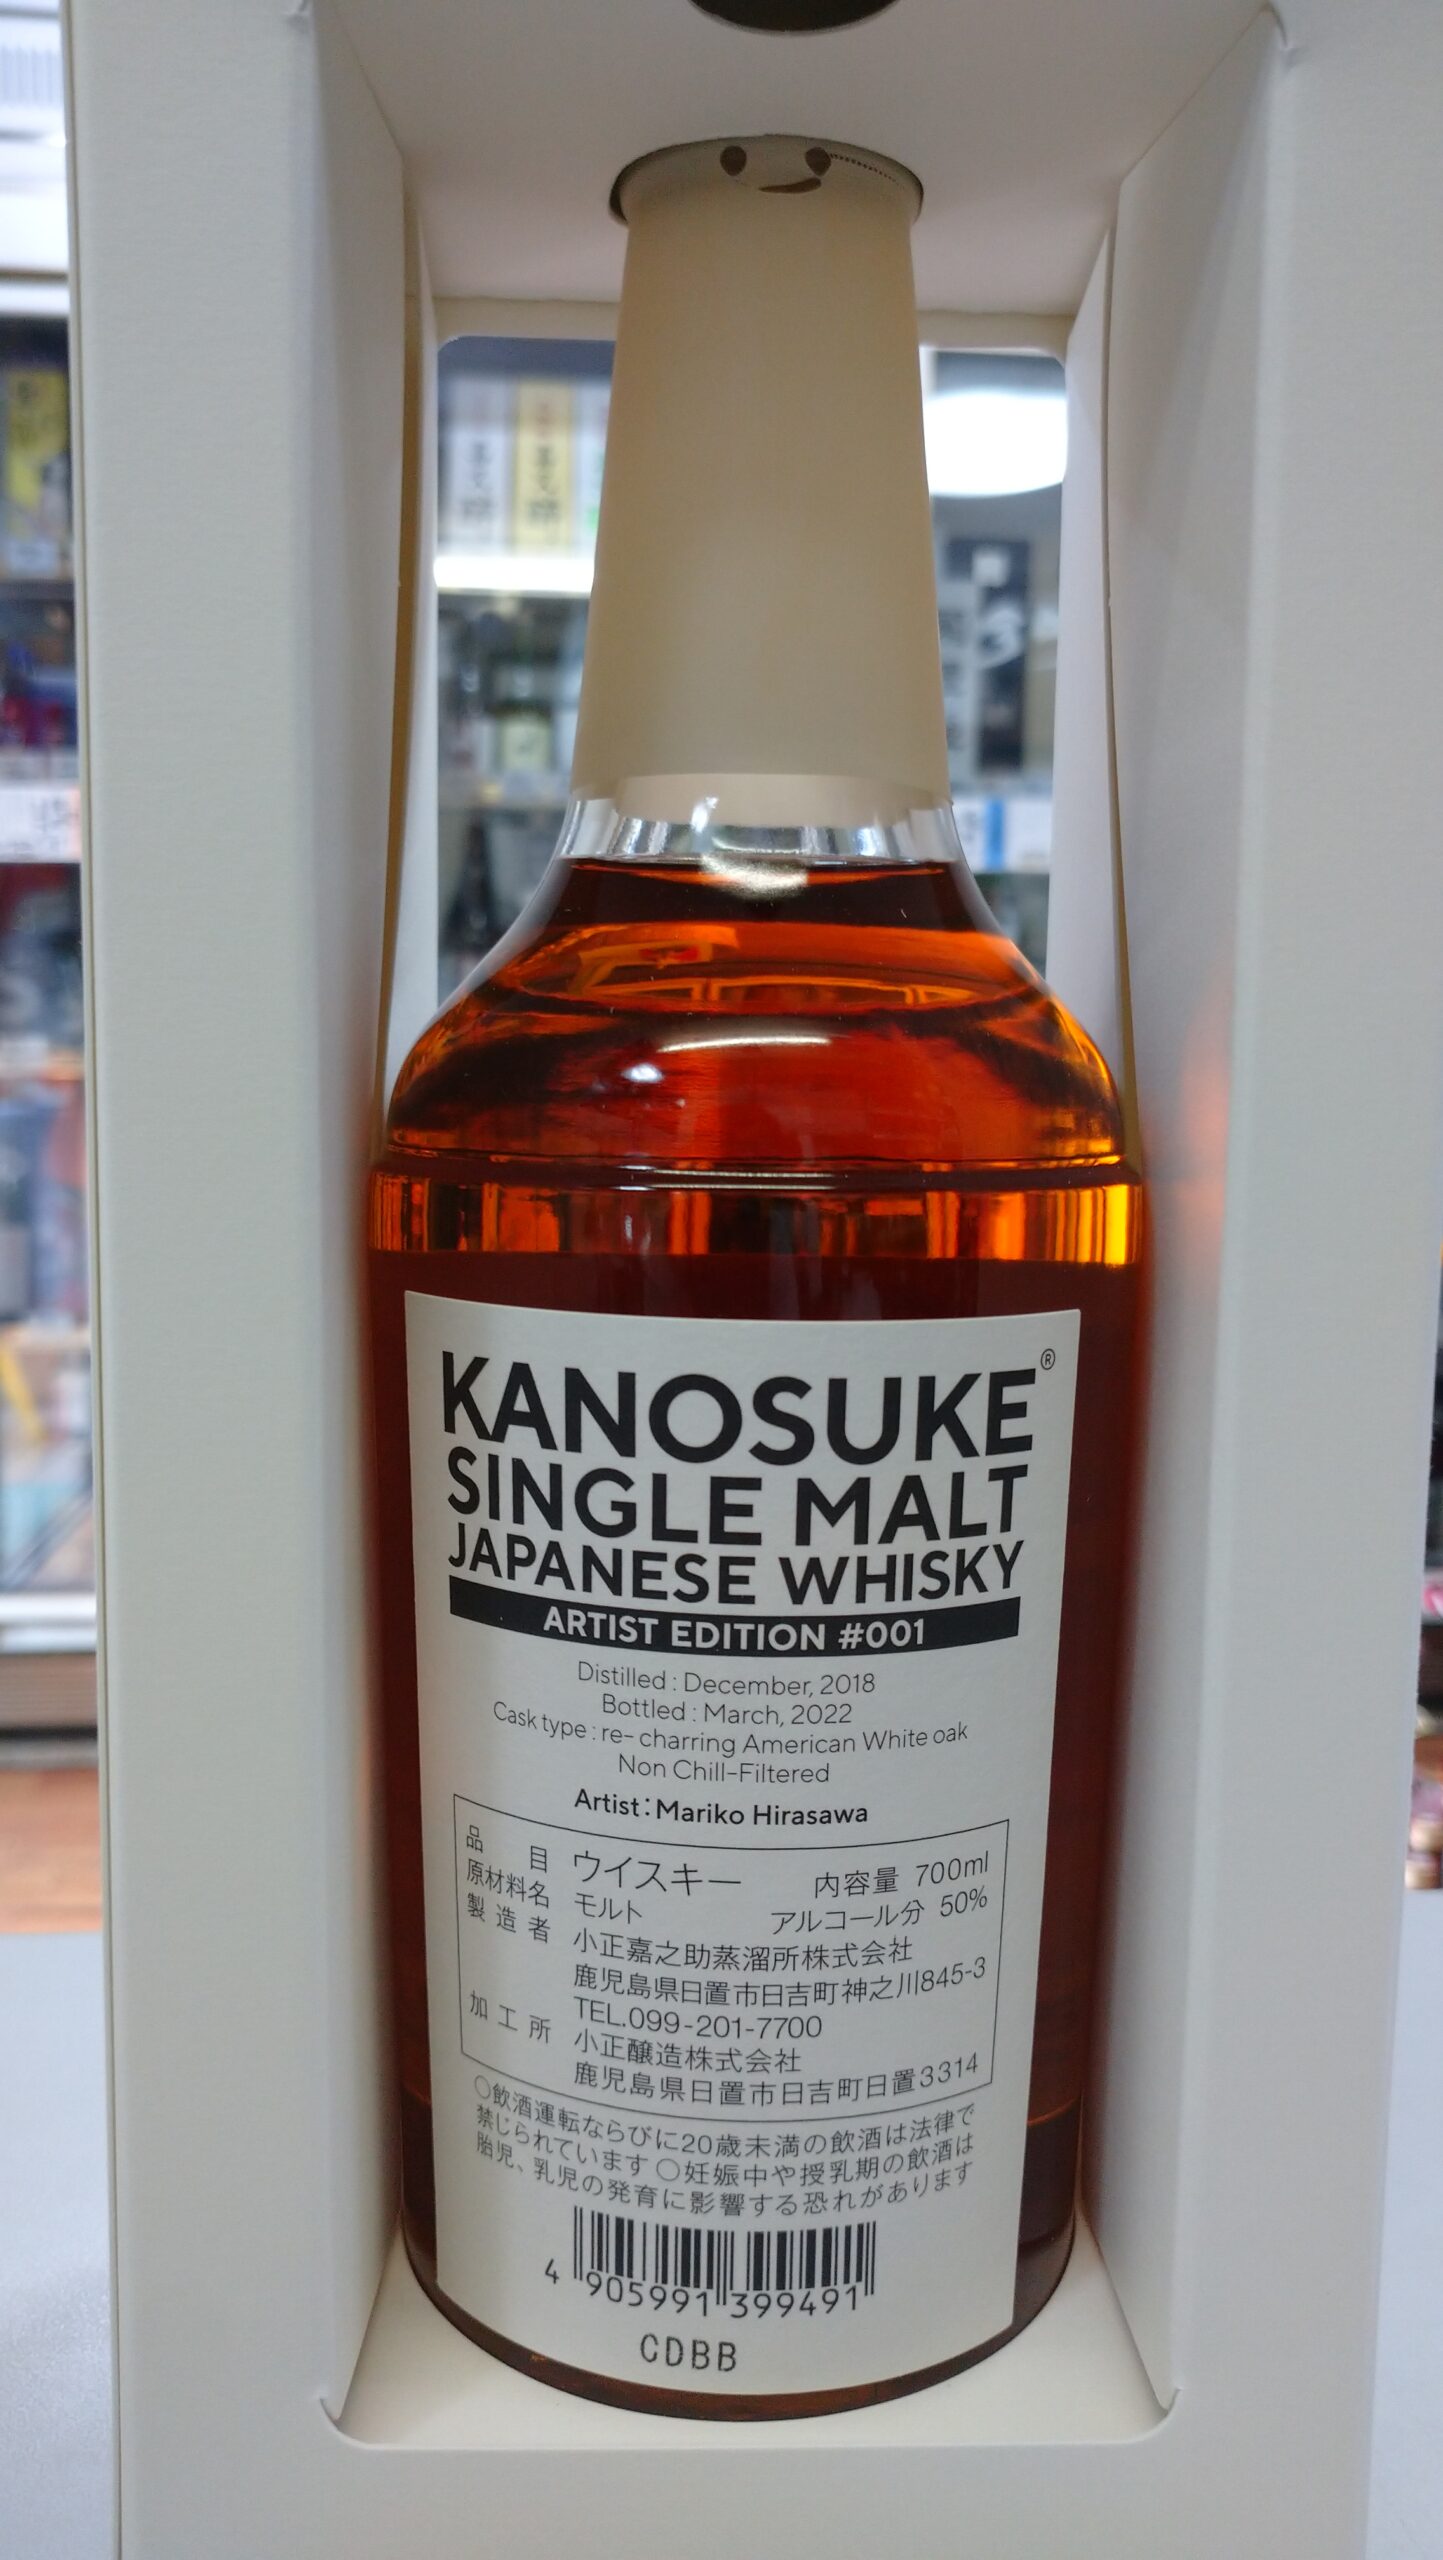 KANOSUKE®
SINGLE MALT
JAPANESE WHISKY
ARTIST EDITION #001
Distilled : December, 2018
Bottled : March, 2022
Cask type : re- charring American White oak
Non Chill-Filtered
Artist : Mariko Hirasawa
品目 ウイスキー 内容量 700ml
原材料名 モルト アルコール分 50%
製造者 小正嘉之助蒸溜所株式会社
鹿児島県日置市日吉町神之川845-3
TEL.099-201-7700
加工所 小正醸造株式会社
鹿児島県日置市日吉町日置3314
○飲酒運転ならびに20歳未満の飲酒は法律で
禁じられています ○妊娠中や授乳期の飲酒は
胎児、乳児の発育に影響する恐れがあります
4 905991 399491
CDBB